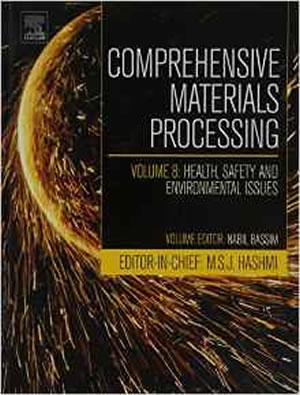 COMPREHENSIVE
MATERIALS
PROCESSING
VOLUME 8: HEALTH, SAFETY AND
ENVIRONMENTAL ISSUES
VOLUME EDITOR: NABIL BASSIM
EDITOR-IN-CHIEF: M.S.J. HASHMI